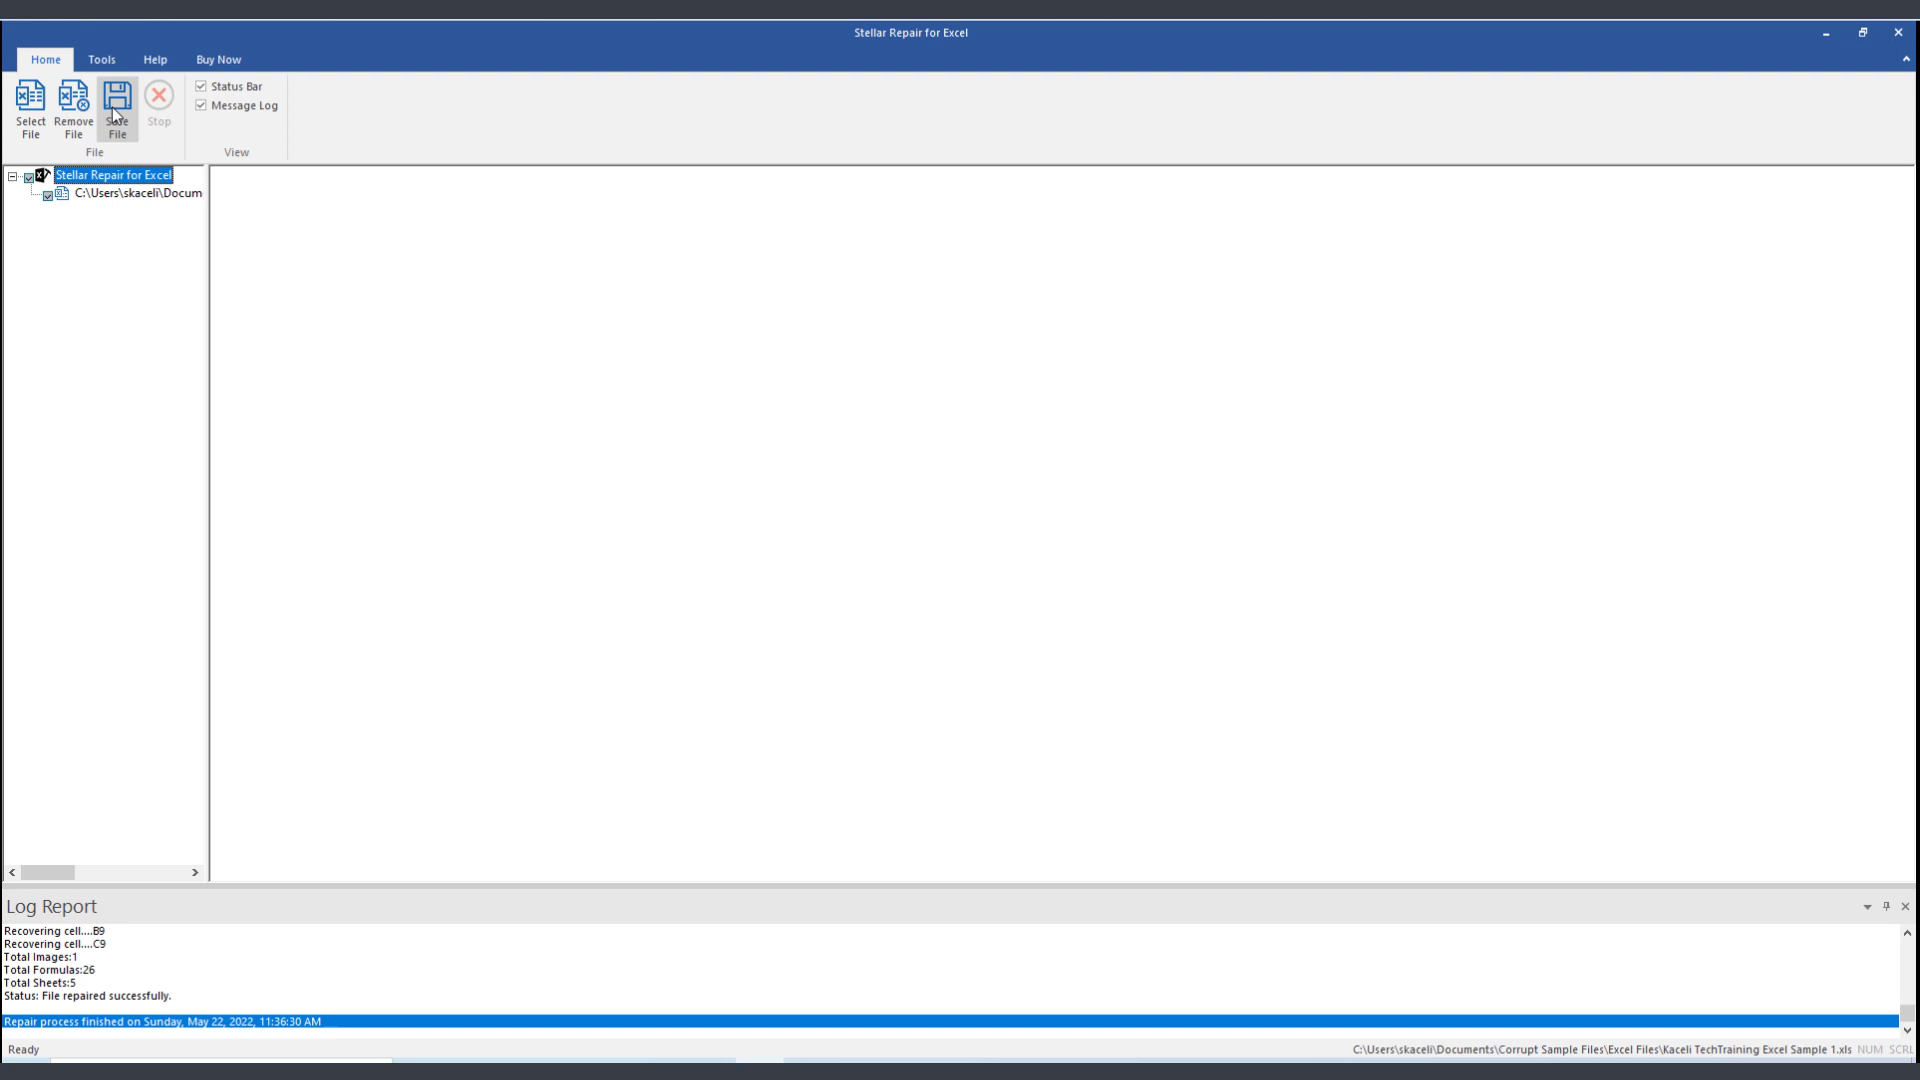 Stellar Repair for Excel
Home Tools Help Buy Now
Select File
Remove File
Save File
Stop
Status Bar
Message Log
File
View
Stellar Repair for Excel
C:\Users\skaceli\Docum
Log Report
Recovering cell....B9
Recovering cell....C9
Total Images:1
Total Formulas:26
Total Sheets:5
Status: File repaired successfully.
Repair process finished on Sunday, May 22, 2022, 11:36:30 AM
Ready
C:\Users\skaceli\Documents\Corrupt Sample Files\Excel Files\Kaceli TechTraining Excel Sample 1.xls NUM SCRL